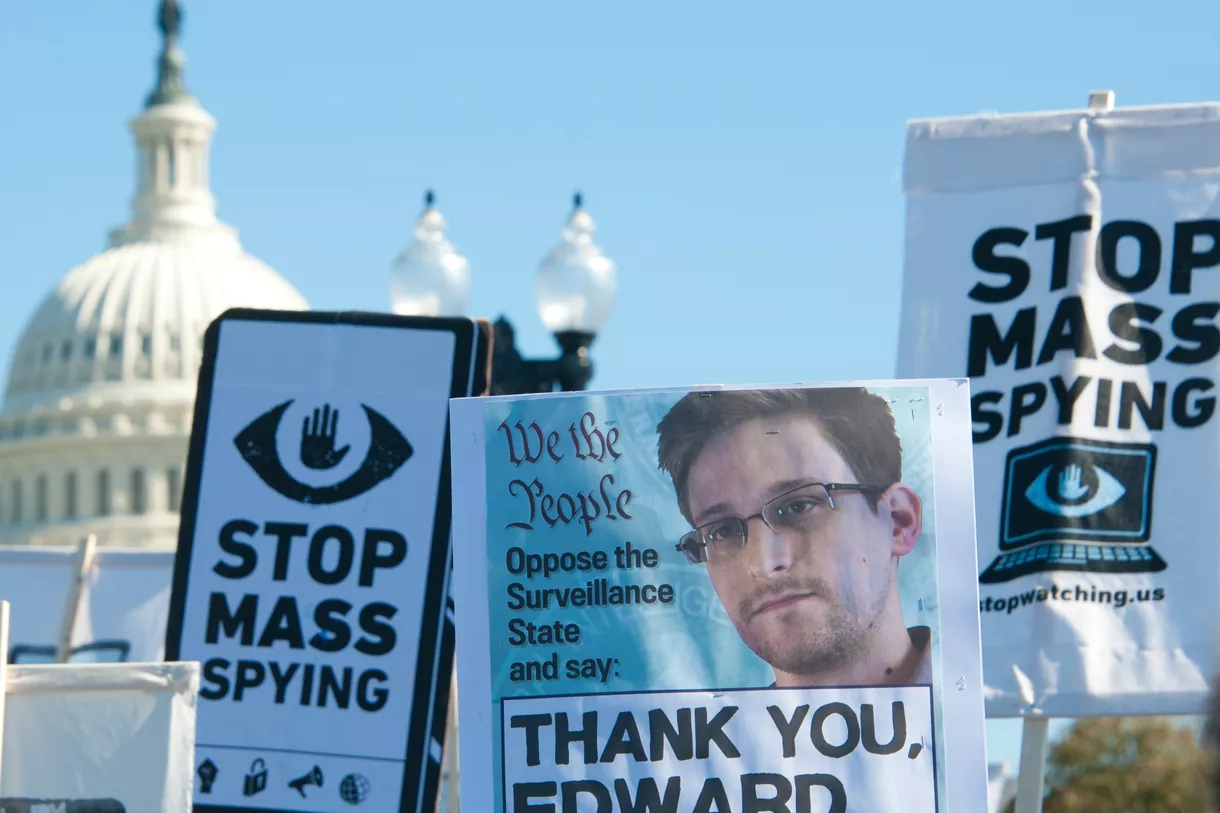 STOP
MASS
SPYING
We the
People
Oppose the
Surveillance
State
and say:
THANK YOU,
EDWARD
STOP
MASS
SPYING
stopwatching.us